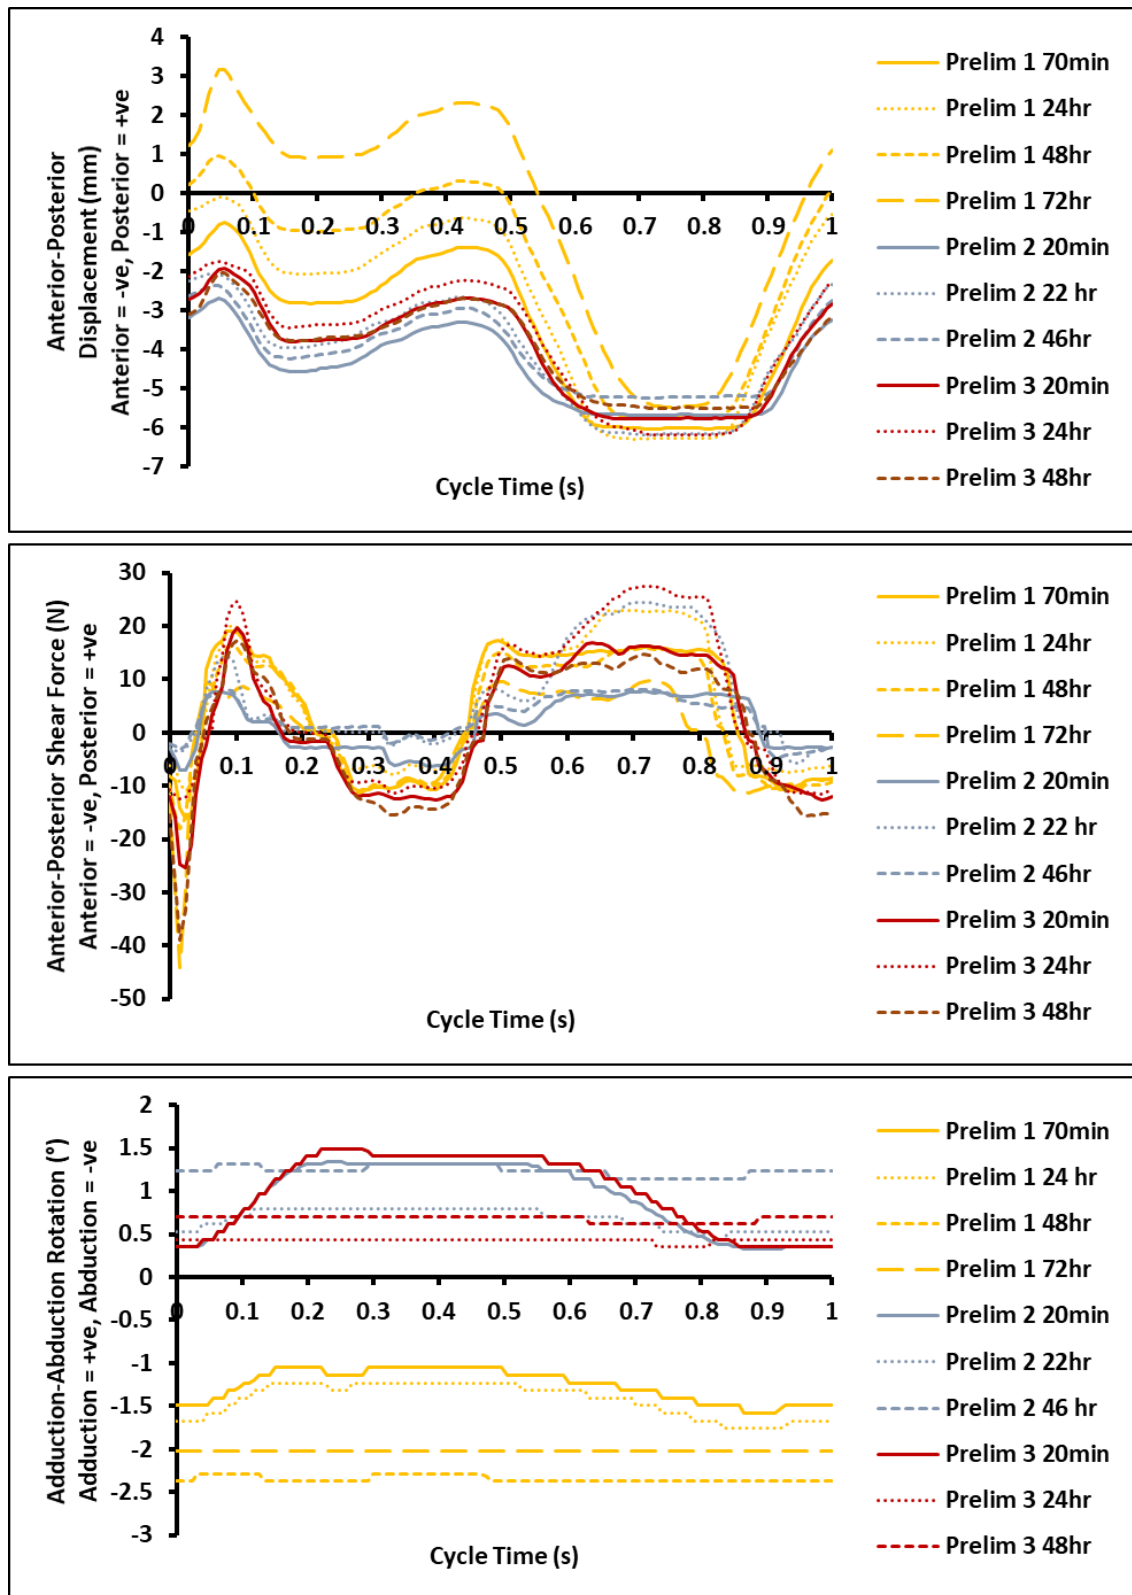 Anterior-Posterior
Displacement (mm)
Anterior = -ve, Posterior = +ve
4
3
2
1
0
-1
-2
-3
-4
-5
-6
-7
0 0.1 0.2 0.3 0.4 0.5 0.6 0.7 0.8 0.9 1
Cycle Time (s)
Prelim 1 70min
Prelim 1 24hr
Prelim 1 48hr
Prelim 1 72hr
Prelim 2 20min
Prelim 2 22 hr
Prelim 2 46hr
Prelim 3 20min
Prelim 3 24hr
Prelim 3 48hr
Anterior-Posterior Shear Force (N)
Anterior = -ve, Posterior = +ve
30
20
10
0
-10
-20
-30
-40
-50
0 0.1 0.2 0.3 0.4 0.5 0.6 0.7 0.8 0.9 1
Cycle Time (s)
Prelim 1 70min
Prelim 1 24hr
Prelim 1 48hr
Prelim 1 72hr
Prelim 2 20min
Prelim 2 22 hr
Prelim 2 46hr
Prelim 3 20min
Prelim 3 24hr
Prelim 3 48hr
Adduction-Abduction Rotation (°)
Adduction = +ve, Abduction = -ve
2
1.5
1
0.5
0
-0.5
-1
-1.5
-2
-2.5
-3
0 0.1 0.2 0.3 0.4 0.5 0.6 0.7 0.8 0.9 1
Cycle Time (s)
Prelim 1 70min
Prelim 1 24 hr
Prelim 1 48hr
Prelim 1 72hr
Prelim 2 20min
Prelim 2 22hr
Prelim 2 46 hr
Prelim 3 20min
Prelim 3 24hr
Prelim 3 48hr